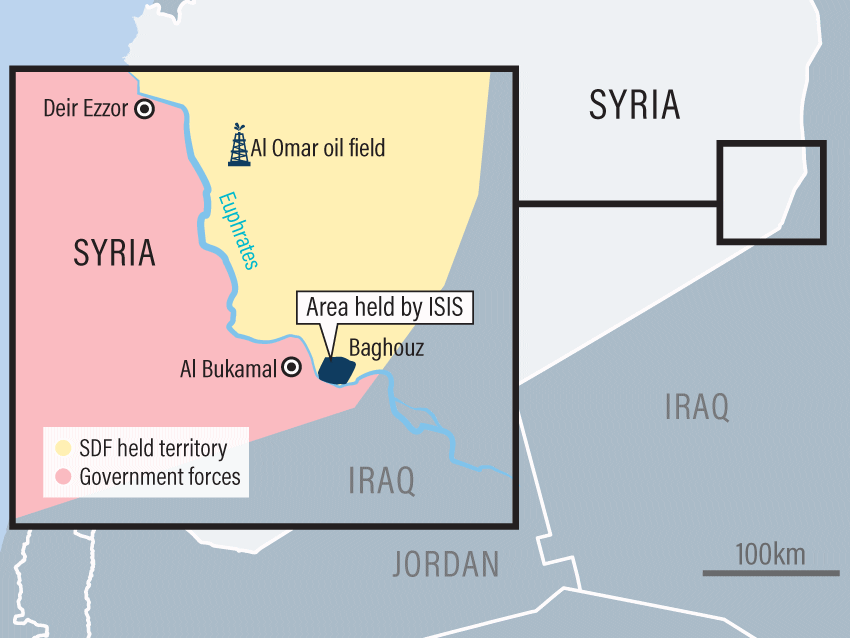 SYRIA
Deir Ezzor
Al Omar oil field
Euphrates
SYRIA
Area held by ISIS
Baghouz
Al Bukamal
SDF held territory
Government forces
IRAQ
IRAQ
JORDAN
100km